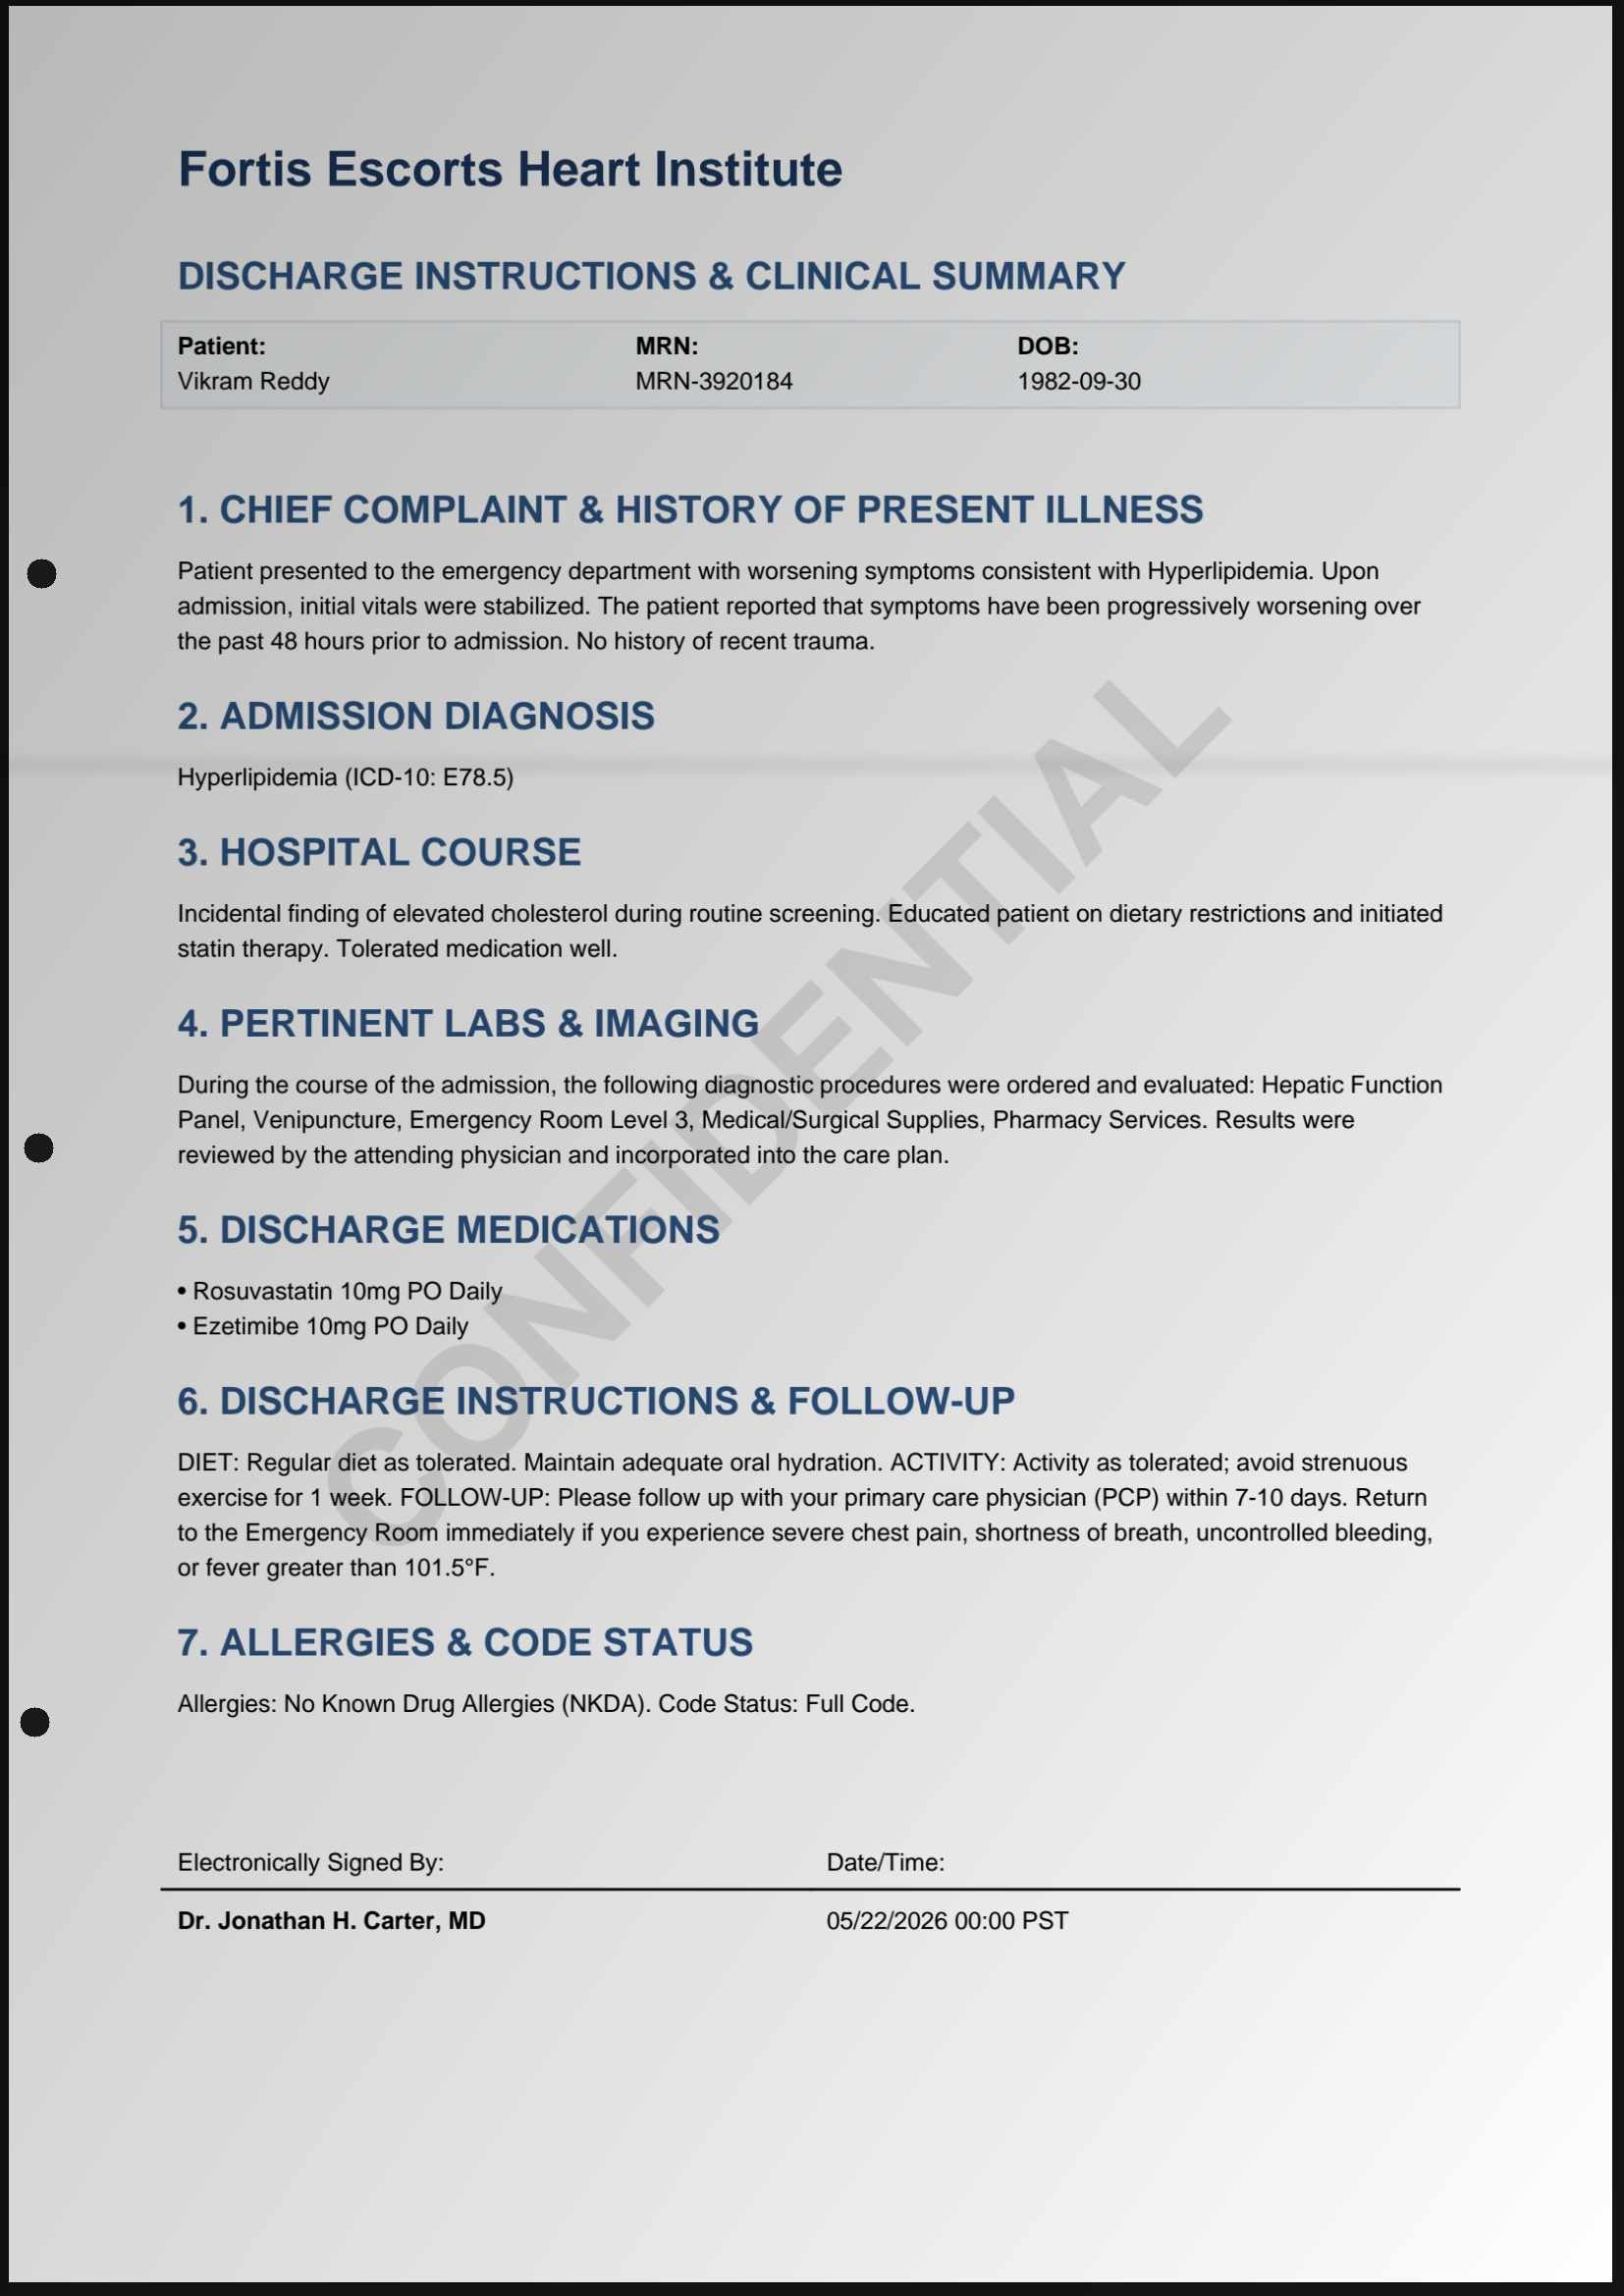 Fortis Escorts Heart Institute
DISCHARGE INSTRUCTIONS & CLINICAL SUMMARY
Patient: MRN: DOB:
Vikram Reddy MRN-3920184 1982-09-30
1. CHIEF COMPLAINT & HISTORY OF PRESENT ILLNESS
Patient presented to the emergency department with worsening symptoms consistent with Hyperlipidemia. Upon
admission, initial vitals were stabilized. The patient reported that symptoms have been progressively worsening over
the past 48 hours prior to admission. No history of recent trauma.
2. ADMISSION DIAGNOSIS
Hyperlipidemia (ICD-10: E78.5)
3. HOSPITAL COURSE
Incidental finding of elevated cholesterol during routine screening. Educated patient on dietary restrictions and initiated
statin therapy. Tolerated medication well.
4. PERTINENT LABS & IMAGING
During the course of the admission, the following diagnostic procedures were ordered and evaluated: Hepatic Function
Panel, Venipuncture, Emergency Room Level 3, Medical/Surgical Supplies, Pharmacy Services. Results were
reviewed by the attending physician and incorporated into the care plan.
5. DISCHARGE MEDICATIONS
• Rosuvastatin 10mg PO Daily
• Ezetimibe 10mg PO Daily
6. DISCHARGE INSTRUCTIONS & FOLLOW-UP
DIET: Regular diet as tolerated. Maintain adequate oral hydration. ACTIVITY: Activity as tolerated; avoid strenuous
exercise for 1 week. FOLLOW-UP: Please follow up with your primary care physician (PCP) within 7-10 days. Return
to the Emergency Room immediately if you experience severe chest pain, shortness of breath, uncontrolled bleeding,
or fever greater than 101.5°F.
7. ALLERGIES & CODE STATUS
Allergies: No Known Drug Allergies (NKDA). Code Status: Full Code.
Electronically Signed By: Date/Time:
Dr. Jonathan H. Carter, MD 05/22/2026 00:00 PST
CONFIDENTIAL